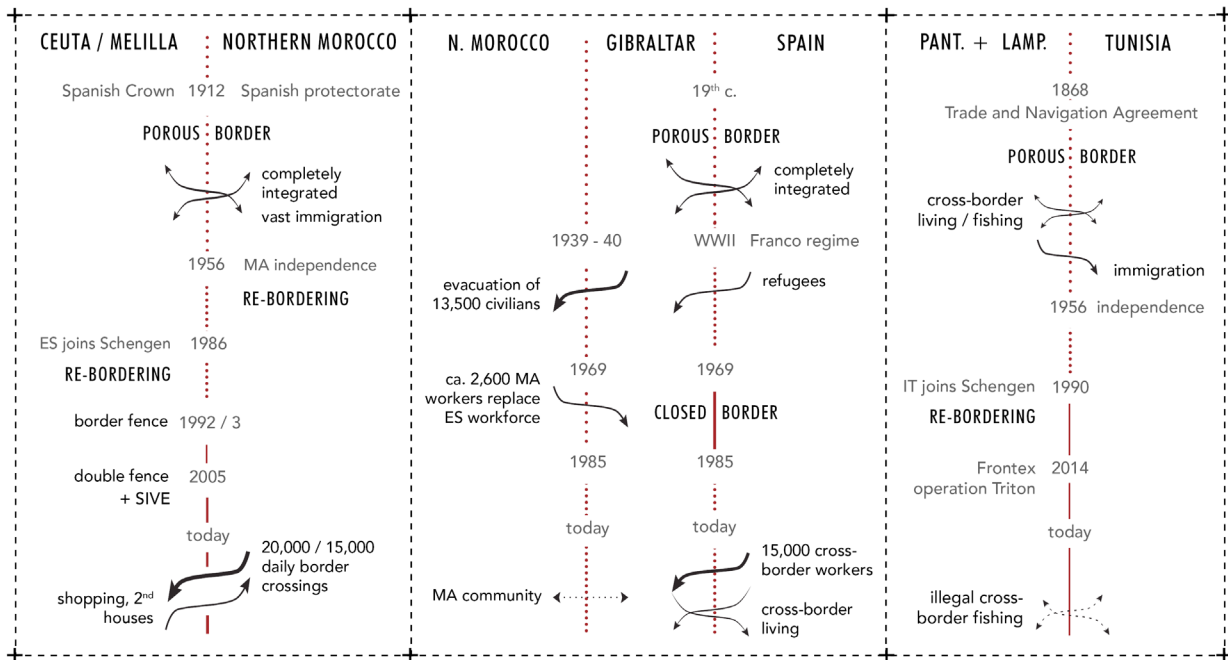 CEUTA / MELILLA
NORTHERN MOROCCO
Spanish Crown 1912 Spanish protectorate
POROUS BORDER
completely
integrated
vast immigration
1956 MA independence
RE-BORDERING
ES joins Schengen 1986
RE-BORDERING
border fence 1992 / 3
double fence 2005
+ SIVE
today
20,000 / 15,000
daily border
crossings
shopping, 2nd
houses
N. MOROCCO
GIBRALTAR
SPAIN
19th c.
POROUS BORDER
completely
integrated
1939 - 40
WWII Franco regime
evacuation of
13,500 civilians
refugees
1969
1969
ca. 2,600 MA
workers replace
ES workforce
CLOSED BORDER
1985
1985
today
today
15,000 cross-
border workers
MA community
cross-border
living
PANT. + LAMP.
TUNISIA
1868
Trade and Navigation Agreement
POROUS BORDER
cross-border
living / fishing
immigration
1956 independence
IT joins Schengen 1990
RE-BORDERING
Frontex 2014
operation Triton
today
illegal cross-
border fishing